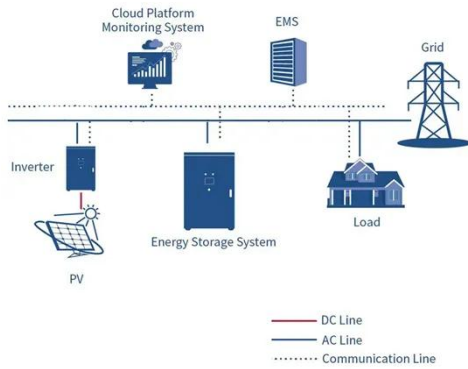 Cloud Platform
Monitoring System
EMS
Grid
Inverter
Energy Storage System
Load
PV
DC Line
AC Line
Communication Line